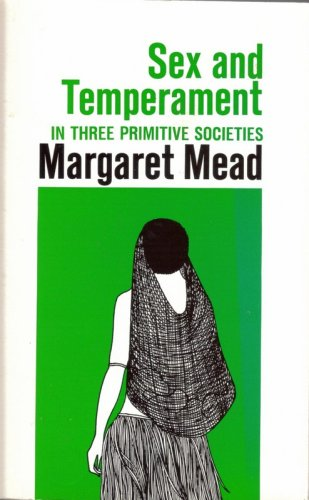 Sex and
Temperament
IN THREE PRIMITIVE SOCIETIES
Margaret Mead